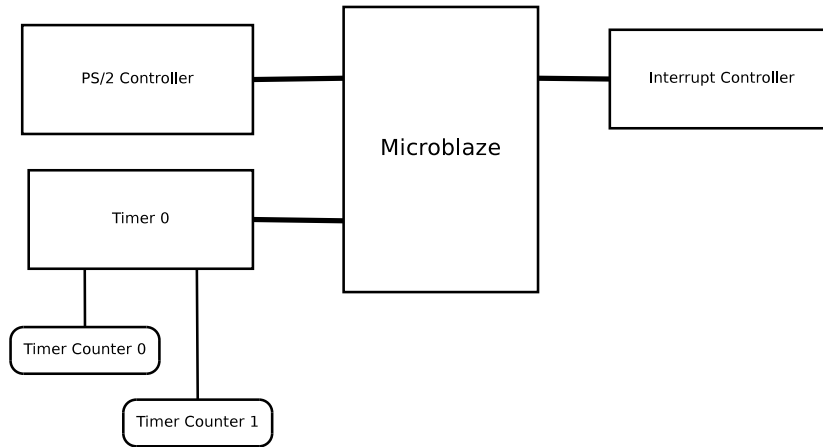 PS/2 Controller
Microblaze
Interrupt Controller
Timer 0
Timer Counter 0
Timer Counter 1